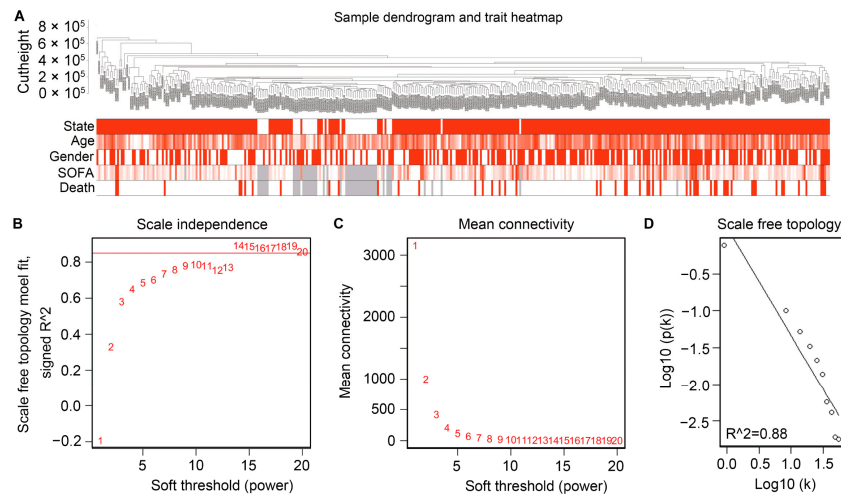 A
Sample dendrogram and trait heatmap
Cutheight
8 × 10⁵
6 × 10⁵
4 × 10⁵
2 × 10⁵
0 × 10⁵
State
Age
Gender
SOFA
Death
B
Scale independence
Scale free topology moel fit,
signed R^2
0.8
0.6
0.4
0.2
0.0
−0.2
1
2
3
4
5
6
7
8
9
10
11
12
13
14
15
16
17
18
19
20
5
10
15
20
Soft threshold (power)
C
Mean connectivity
Mean connectivity
3000
2000
1000
500
0
1
2
3
4
5
6
7
8
9
10
11
12
13
14
15
16
17
18
19
20
5
10
15
20
Soft threshold (power)
D
Scale free topology
Log10 (p(k))
−0.5
−1.0
−1.5
−2.0
−2.5
R^2=0.88
0.0
0.5
1.0
1.5
Log10 (k)